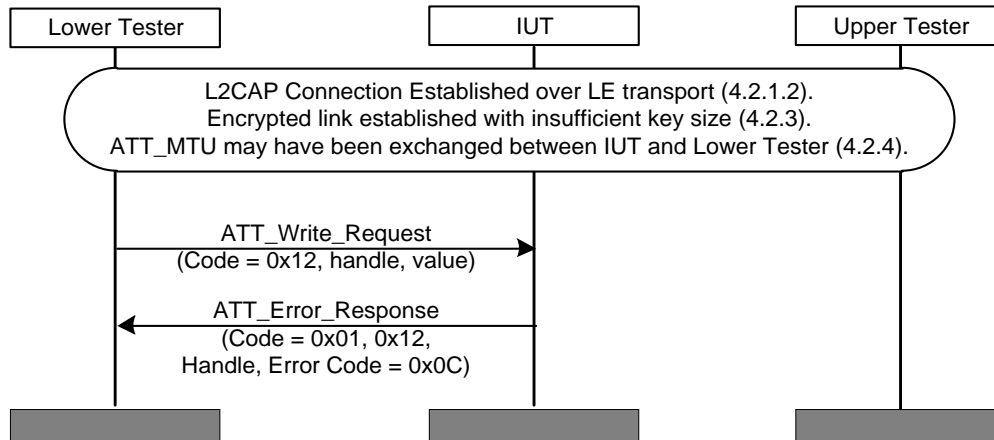 Lower Tester
IUT
Upper Tester
L2CAP Connection Established over LE transport (4.2.1.2).
Encrypted link established with insufficient key size (4.2.3).
ATT_MTU may have been exchanged between IUT and Lower Tester (4.2.4).
ATT_Write_Request
(Code = 0x12, handle, value)
ATT_Error_Response
(Code = 0x01, 0x12,
Handle, Error Code = 0x0C)